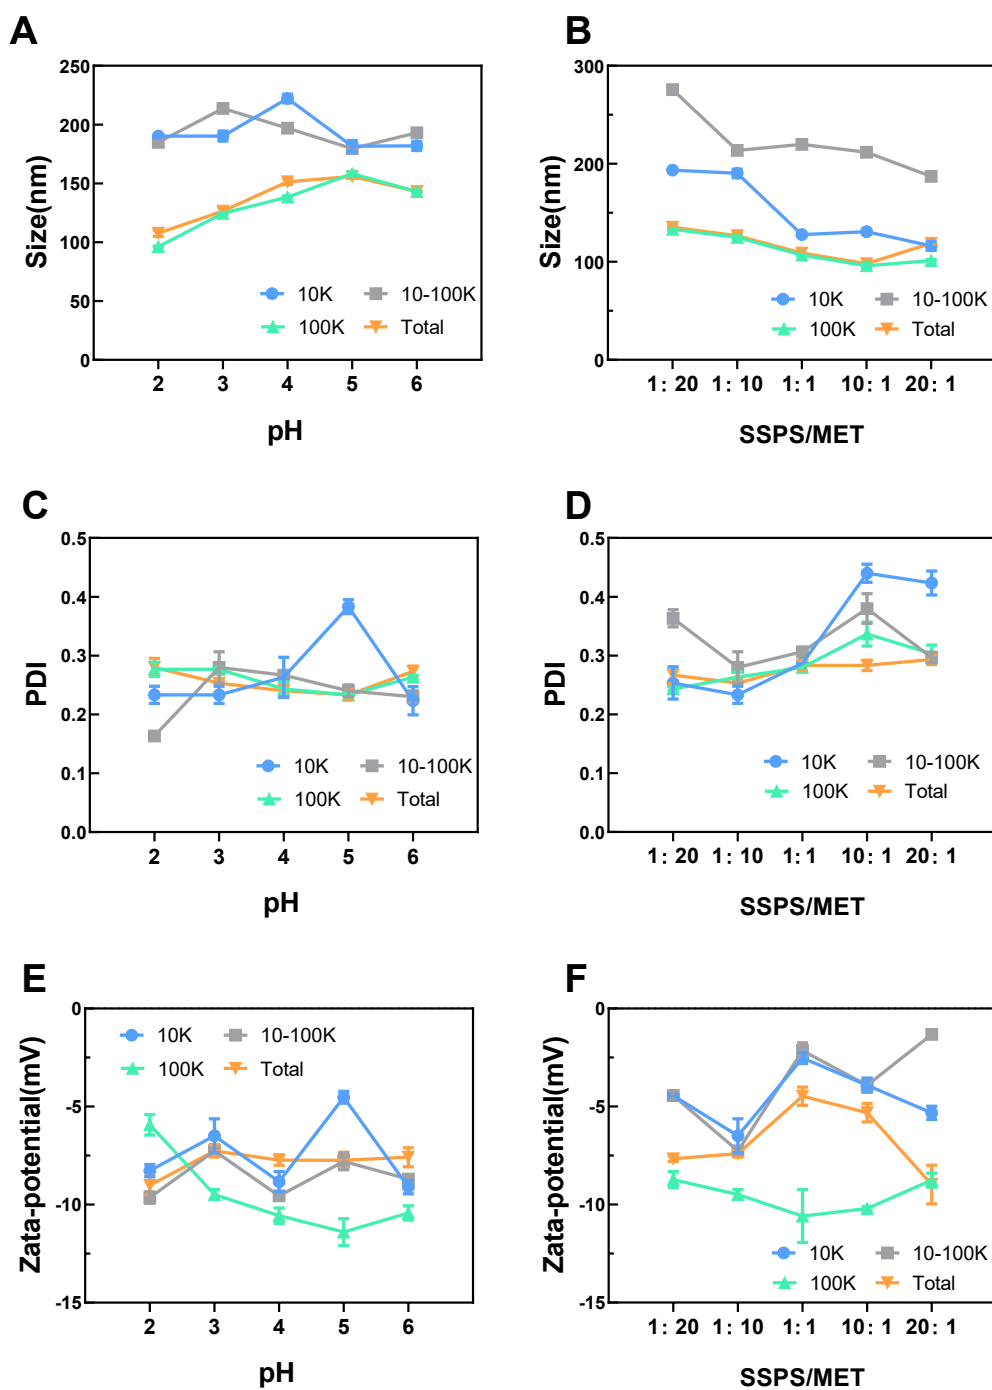 A
Size(nm)
250
200
150
100
50
0
10K
10-100K
100K
Total
2 3 4 5 6
pH
B
Size(nm)
300
200
100
0
10K
10-100K
100K
Total
1:20 1:10 1:1 10:1 20:1
SSPS/MET
C
PDI
0.5
0.4
0.3
0.2
0.1
0.0
10K
10-100K
100K
Total
2 3 4 5 6
pH
D
PDI
0.5
0.4
0.3
0.2
0.1
0.0
10K
10-100K
100K
Total
1:20 1:10 1:1 10:1 20:1
SSPS/MET
E
Zata-potential(mV)
0
-5
-10
-15
10K
10-100K
100K
Total
2 3 4 5 6
pH
F
Zata-potential(mV)
0
-5
-10
-15
10K
10-100K
100K
Total
1:20 1:10 1:1 10:1 20:1
SSPS/MET